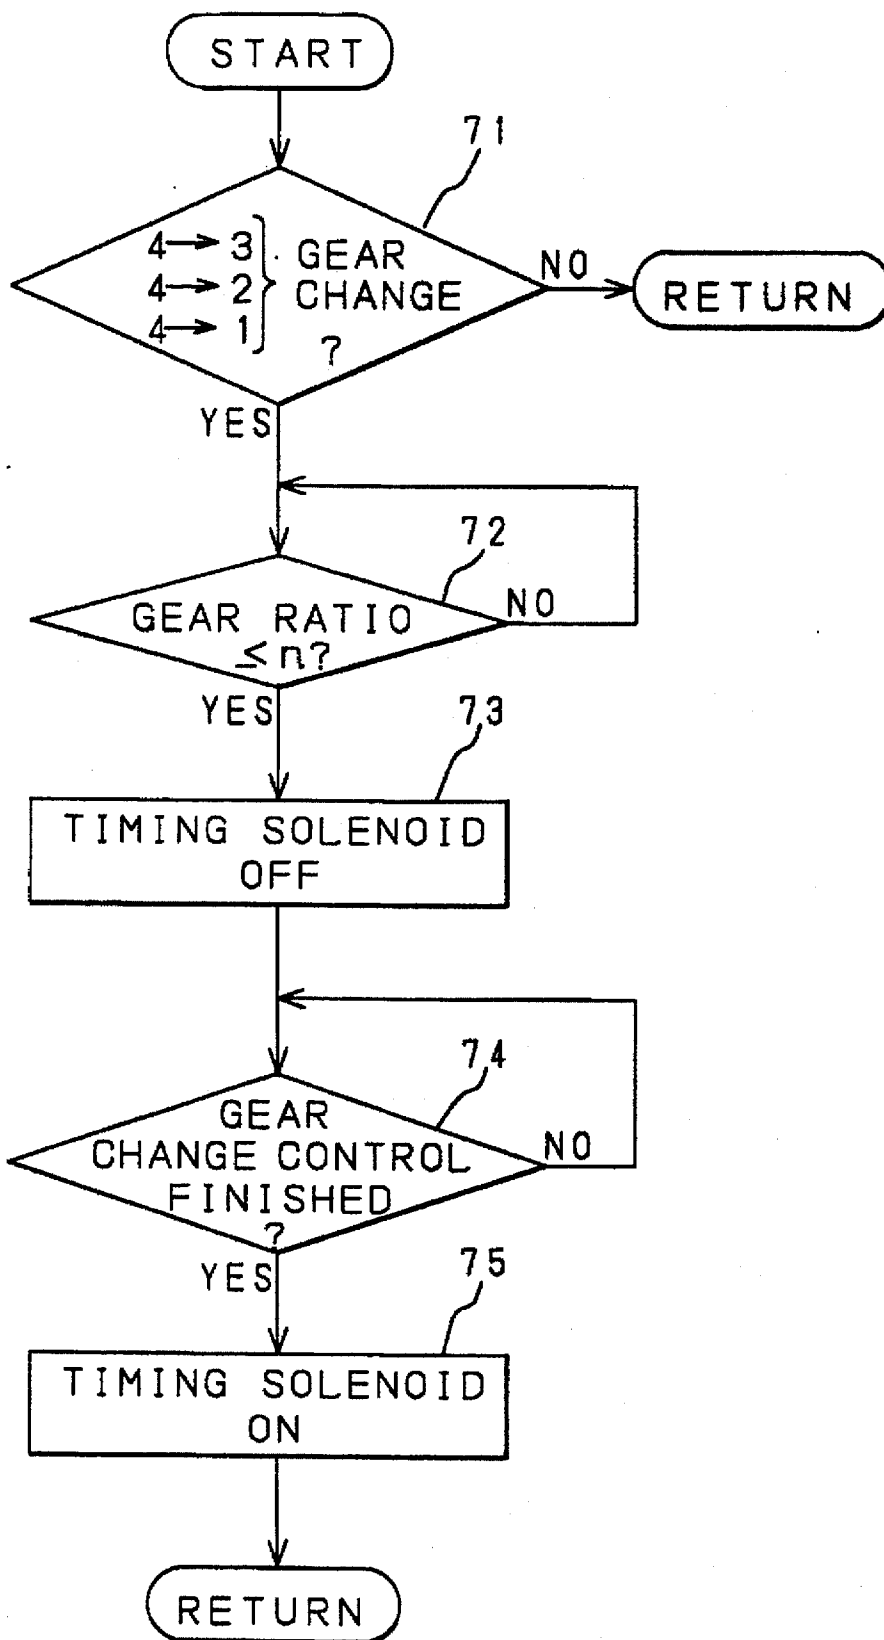 START
71
4→3
4→2
4→1
GEAR
CHANGE
?
NO
RETURN
YES
72
GEAR RATIO
≤n?
NO
YES
73
TIMING SOLENOID
OFF
74
GEAR
CHANGE CONTROL
FINISHED
?
NO
YES
75
TIMING SOLENOID
ON
RETURN